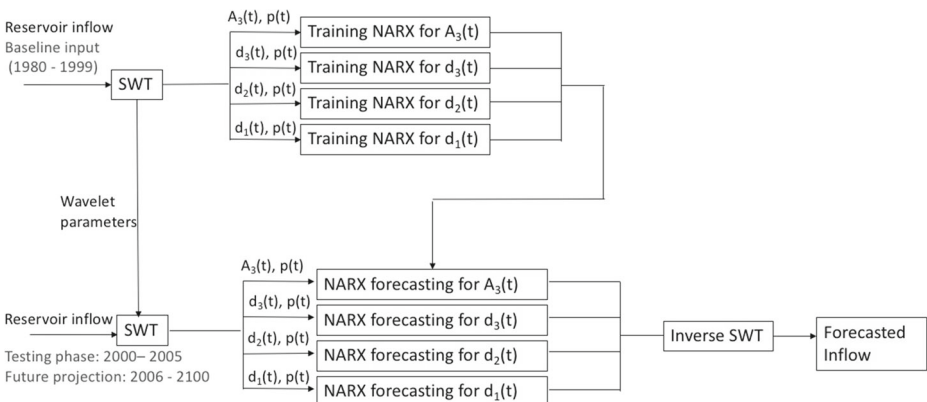 A₃(t), p(t)
Reservoir inflow
Baseline input
(1980 - 1999)
Training NARX for A₃(t)
d₃(t), p(t)
Training NARX for d₃(t)
SWT
d₂(t), p(t)
Training NARX for d₂(t)
d₁(t), p(t)
Training NARX for d₁(t)
Wavelet
parameters
A₃(t), p(t)
NARX forecasting for A₃(t)
d₃(t), p(t)
Reservoir inflow
SWT
NARX forecasting for d₃(t)
d₂(t), p(t)
Inverse SWT
Forecasted
Inflow
Testing phase: 2000– 2005
NARX forecasting for d₂(t)
Future projection: 2006 - 2100
d₁(t), p(t)
NARX forecasting for d₁(t)